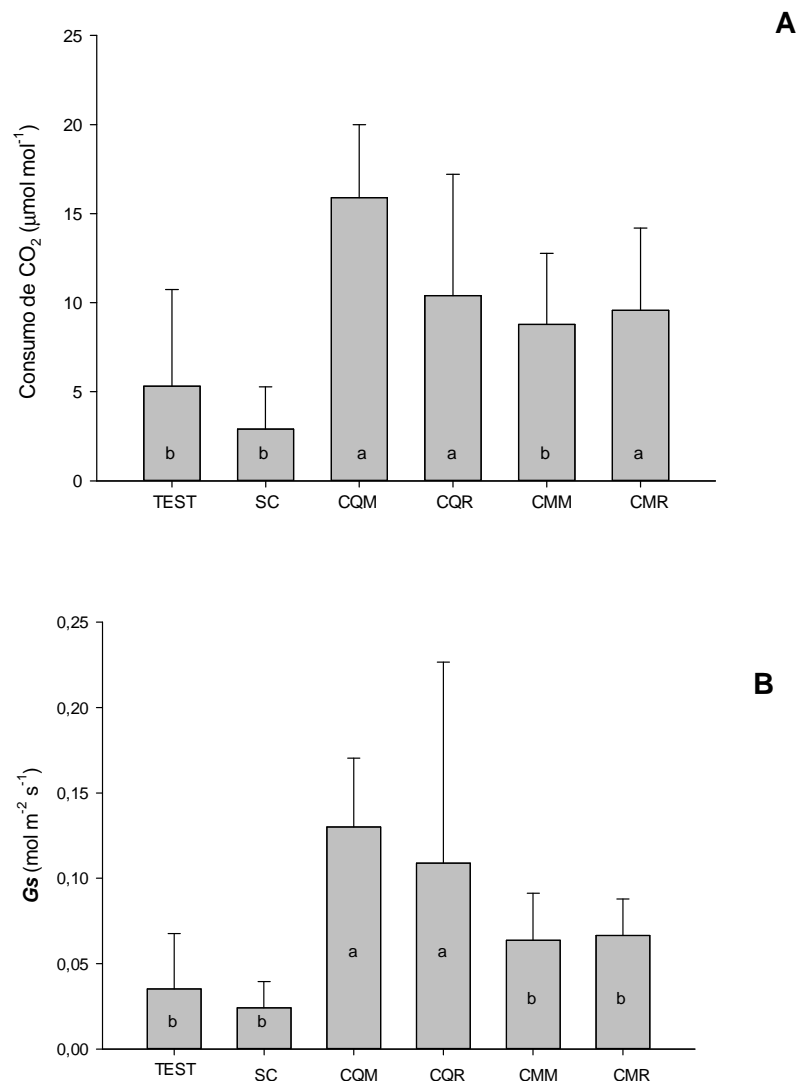 A
25
20
15
10
5
0
Consumo de CO₂ (µmol mol⁻¹)
b b a a b a
TEST SC CQM CQR CMM CMR
B
0,25
0,20
0,15
0,10
0,05
0,00
Gs (mol m⁻² s⁻¹)
b b a a b b
TEST SC CQM CQR CMM CMR